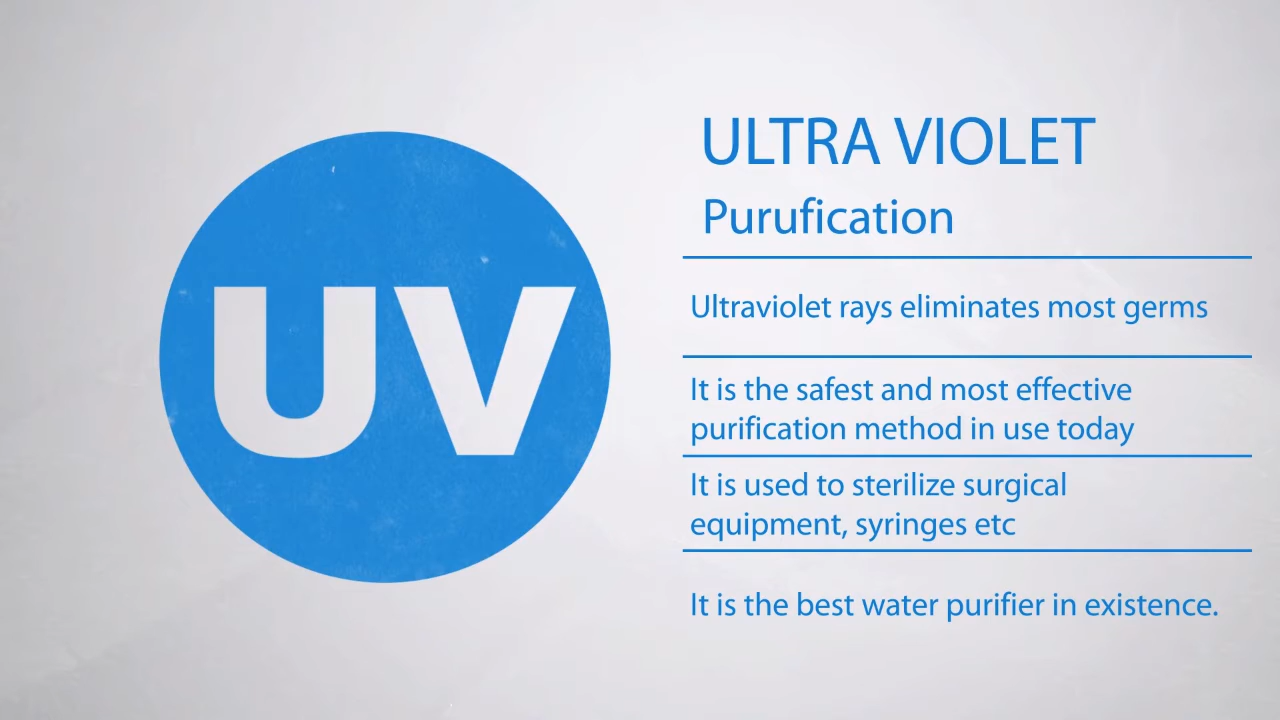 UV
ULTRA VIOLET
Purufication
Ultraviolet rays eliminates most germs
It is the safest and most effective
purification method in use today
It is used to sterilize surgical
equipment, syringes etc
It is the best water purifier in existence.